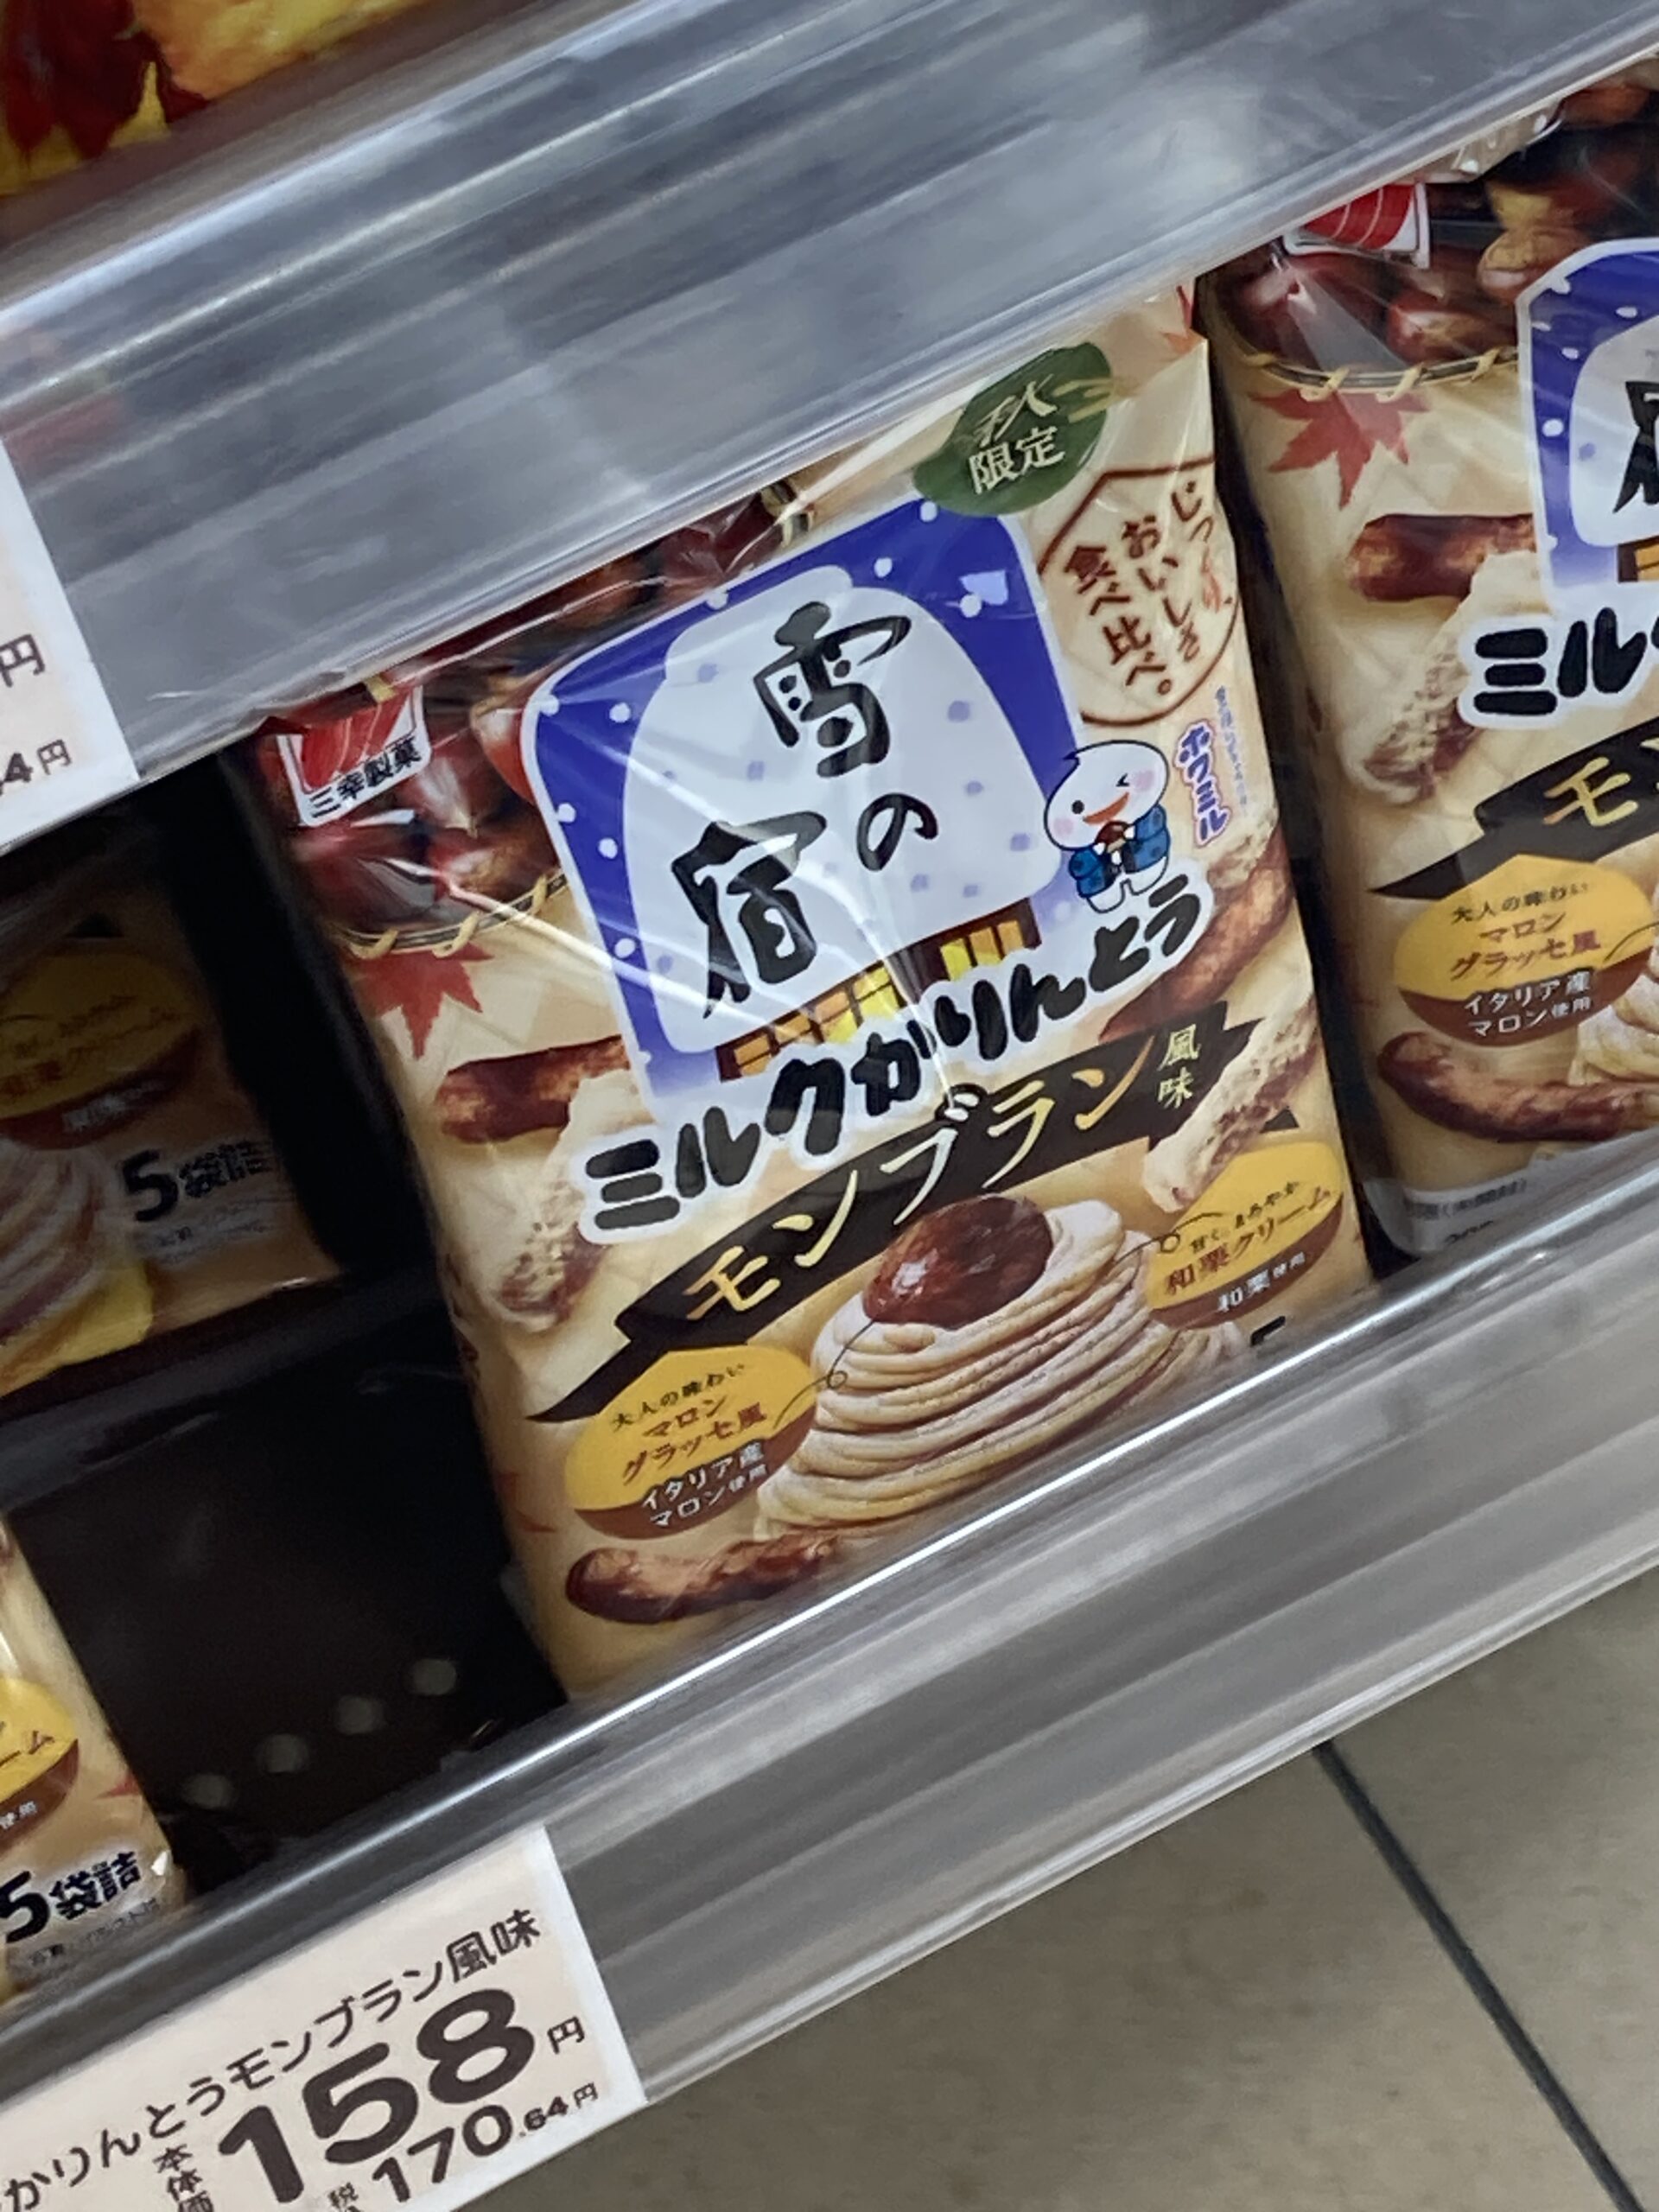 円
4円
三幸製菓
秋
限定
じっくり
おいしさ
食べ比べ。
雪の
宿
ホワミル
ミルクかりんとう
モンブラン風味
大人の味わい
マロン
グラッセ風
イタリア産
マロン使用
甘く、まろやか
和栗クリーム
和栗使用
ミル
モン
大人の味わい
マロン
グラッセ風
イタリア産
マロン使用
5袋詰
ーム
使用
5袋詰
かりんとうモンブラン風味
本体価
158円
税
170.64円